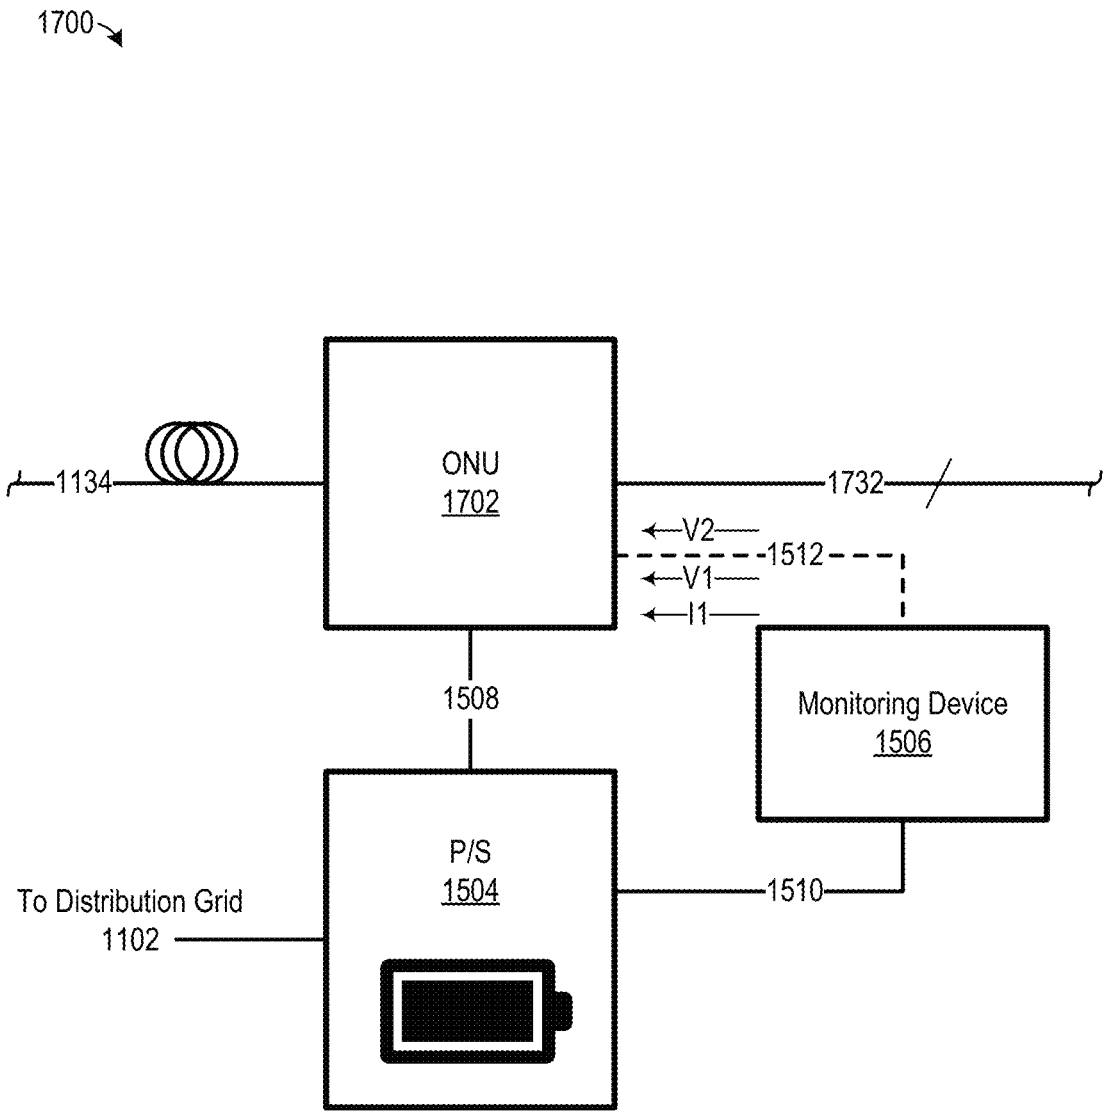 1700
ONU
1702
1134
1732
V2
1512
V1
I1
1508
Monitoring Device
1506
P/S
1504
1510
To Distribution Grid
1102